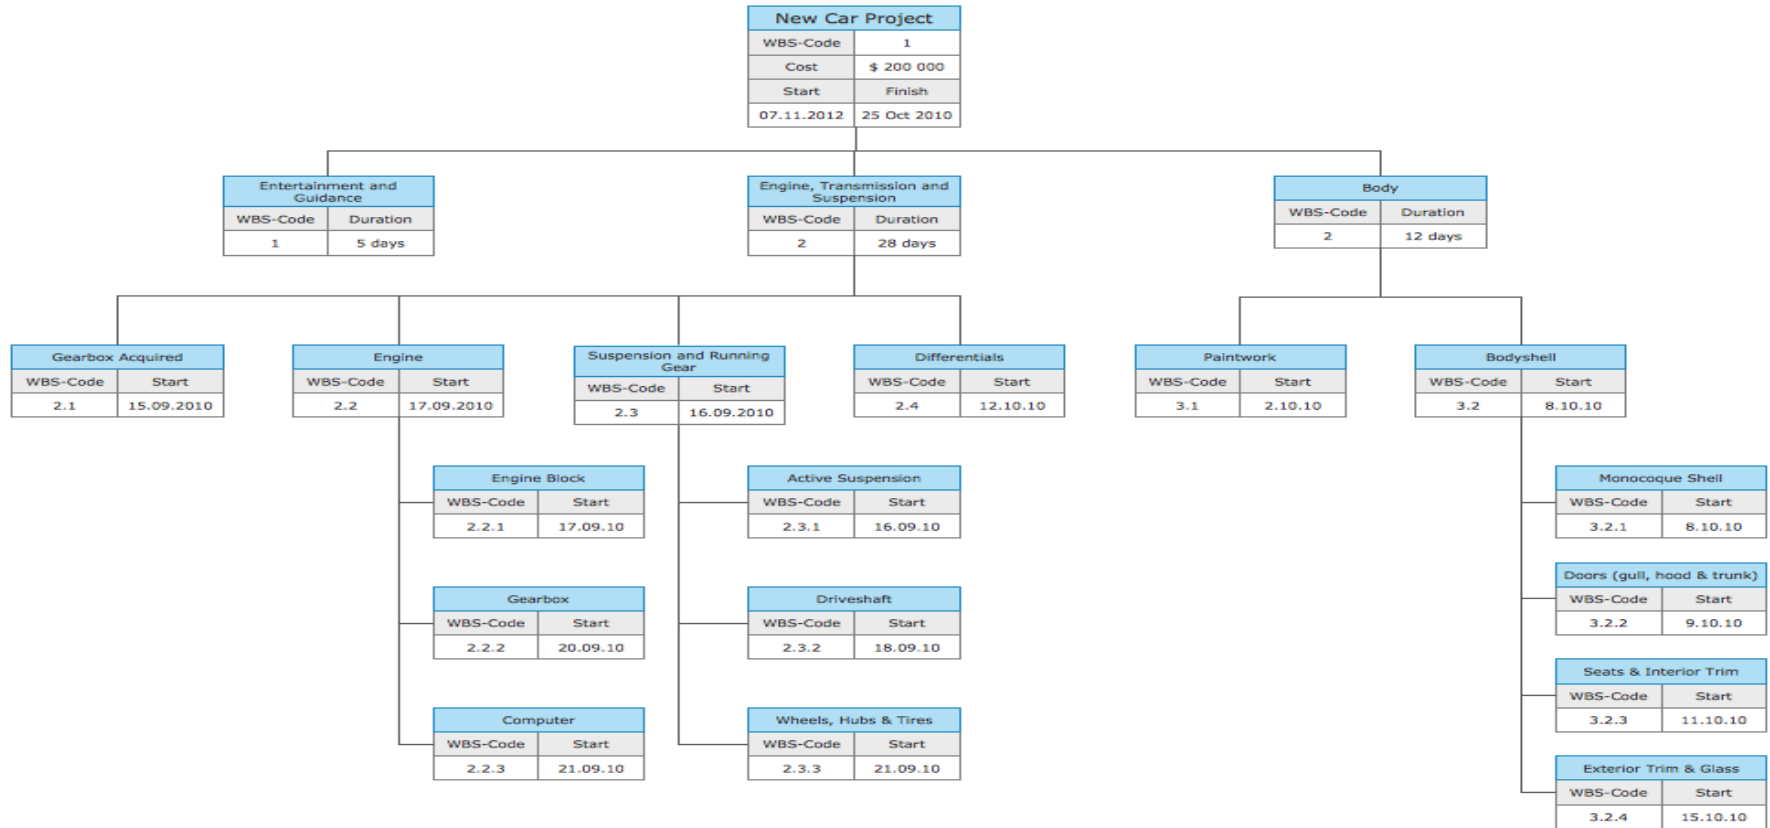 New Car Project
WBS-Code 1
Cost $ 200 000
Start Finish
07.11.2012 25 Oct 2010
Entertainment and
Guidance
WBS-Code Duration
1 5 days
Engine, Transmission and
Suspension
WBS-Code Duration
2 28 days
Body
WBS-Code Duration
2 12 days
Gearbox Acquired
WBS-Code Start
2.1 15.09.2010
Engine
WBS-Code Start
2.2 17.09.2010
Suspension and Running
Gear
WBS-Code Start
2.3 16.09.2010
Differentials
WBS-Code Start
2.4 12.10.10
Paintwork
WBS-Code Start
3.1 2.10.10
Bodyshell
WBS-Code Start
3.2 8.10.10
Engine Block
WBS-Code Start
2.2.1 17.09.10
Gearbox
WBS-Code Start
2.2.2 20.09.10
Computer
WBS-Code Start
2.2.3 21.09.10
Active Suspension
WBS-Code Start
2.3.1 16.09.10
Driveshaft
WBS-Code Start
2.3.2 18.09.10
Wheels, Hubs & Tires
WBS-Code Start
2.3.3 21.09.10
Monocoque Shell
WBS-Code Start
3.2.1 8.10.10
Doors (gull, hood & trunk)
WBS-Code Start
3.2.2 9.10.10
Seats & Interior Trim
WBS-Code Start
3.2.3 11.10.10
Exterior Trim & Glass
WBS-Code Start
3.2.4 15.10.10